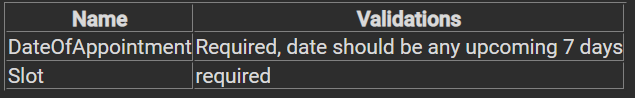 Name Validations
DateOfAppointment Required, date should be any upcoming 7 days
Slot required